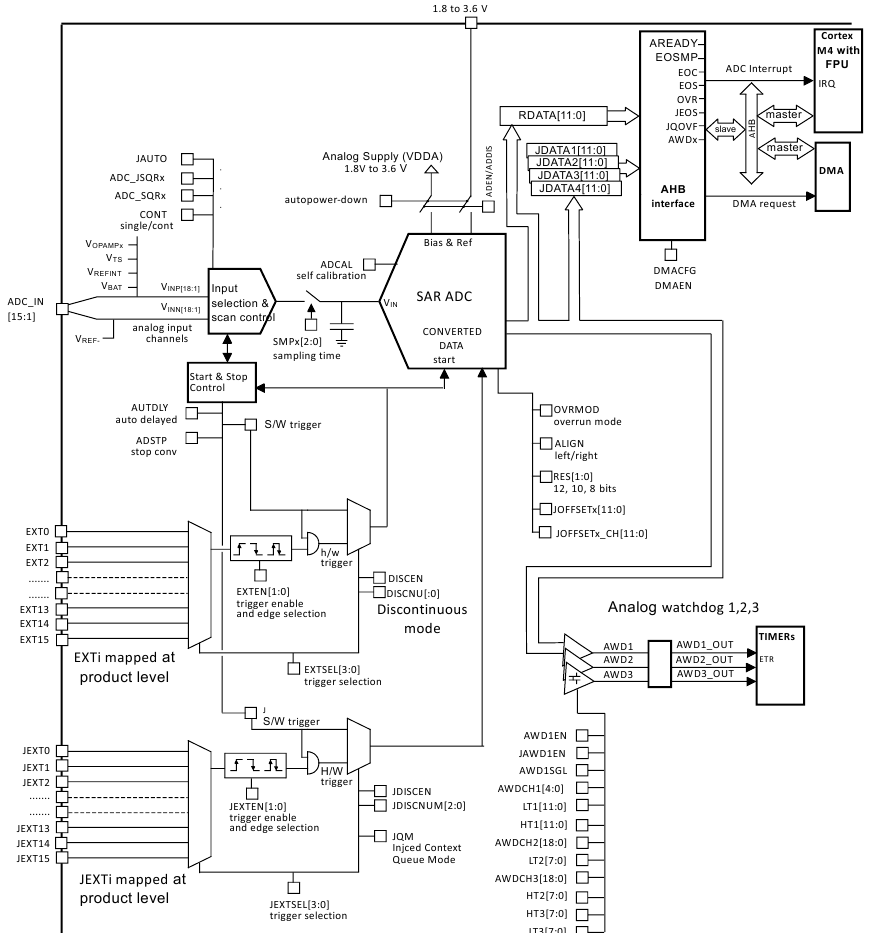 1.8 to 3.6 V
Cortex
M4 with
FPU
IRQ
AREADY
EOSMP
EOC
EOS
OVR
JEOS
JQOVF
AWDx
ADC Interrupt
AHB
slave
master
master
DMA
DMA request
AHB
interface
DMACFG
DMAEN
RDATA[11:0]
JDATA1[11:0]
JDATA2[11:0]
JDATA3[11:0]
JDATA4[11:0]
JAUTO
ADC_JSQRx
ADC_SQRx
CONT
single/cont
Analog Supply (VDDA)
1.8V to 3.6 V
autopower-down
ADEN/ADDIS
Bias & Ref
ADCAL
self calibration
VOPAMPx
VTS
VREFINT
VBAT
VINP[18:1]
VINN[18:1]
ADC_IN
[15:1]
VREF-
analog input
channels
Input
selection &
scan control
SMPx[2:0]
sampling time
VIN
SAR ADC
CONVERTED
DATA
start
Start & Stop
Control
AUTDLY
auto delayed
ADSTP
stop conv
S/W trigger
OVRMOD
overrun mode
ALIGN
left/right
RES[1:0]
12, 10, 8 bits
JOFFSETx[11:0]
JOFFSETx_CH[11:0]
EXT0
EXT1
EXT2
.......
.......
EXT13
EXT14
EXT15
h/w
trigger
EXTEN[1:0]
trigger enable
and edge selection
DISCEN
DISCNU[:0]
Discontinuous
mode
EXTSEL[3:0]
trigger selection
EXTi mapped at
product level
Analog watchdog 1,2,3
AWD1
AWD2
AWD3
AWD1_OUT
AWD2_OUT
AWD3_OUT
TIMERs
ETR
J
S/W trigger
JEXT0
JEXT1
JEXT2
.......
.......
JEXT13
JEXT14
JEXT15
H/W
trigger
JEXTEN[1:0]
trigger enable
and edge selection
JDISCEN
JDISCNUM[2:0]
JQM
Injced Context
Queue Mode
JEXTSEL[3:0]
trigger selection
JEXTi mapped at
product level
AWD1EN
JAWD1EN
AWD1SGL
AWDCH1[4:0]
LT1[11:0]
HT1[11:0]
AWDCH2[18:0]
LT2[7:0]
AWDCH3[18:0]
HT2[7:0]
HT3[7:0]
LT3[7:0]